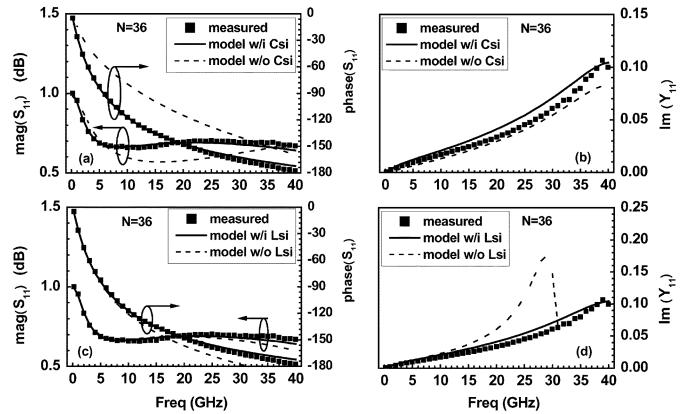 1.5
1.0
0.5
mag(S11) (dB)
N=36
measured
model w/i Csi
model w/o Csi
(a)
0
-30
-60
-90
-120
-150
-180
phase(S11)
0 5 10 15 20 25 30 35 40
measured
model w/i Csi
model w/o Csi
N=36
(b)
0.15
0.10
0.05
0.00
Im (Y11)
0 5 10 15 20 25 30 35 40
1.5
1.0
0.5
mag(S11) (dB)
N=36
measured
model w/i Lsi
model w/o Lsi
(c)
0
-30
-60
-90
-120
-150
-180
phase(S11)
0 5 10 15 20 25 30 35 40
Freq (GHz)
measured
model w/i Lsi
model w/o Lsi
N=36
(d)
0.25
0.20
0.15
0.10
0.05
0.00
Im (Y11)
0 5 10 15 20 25 30 35 40
Freq (GHz)